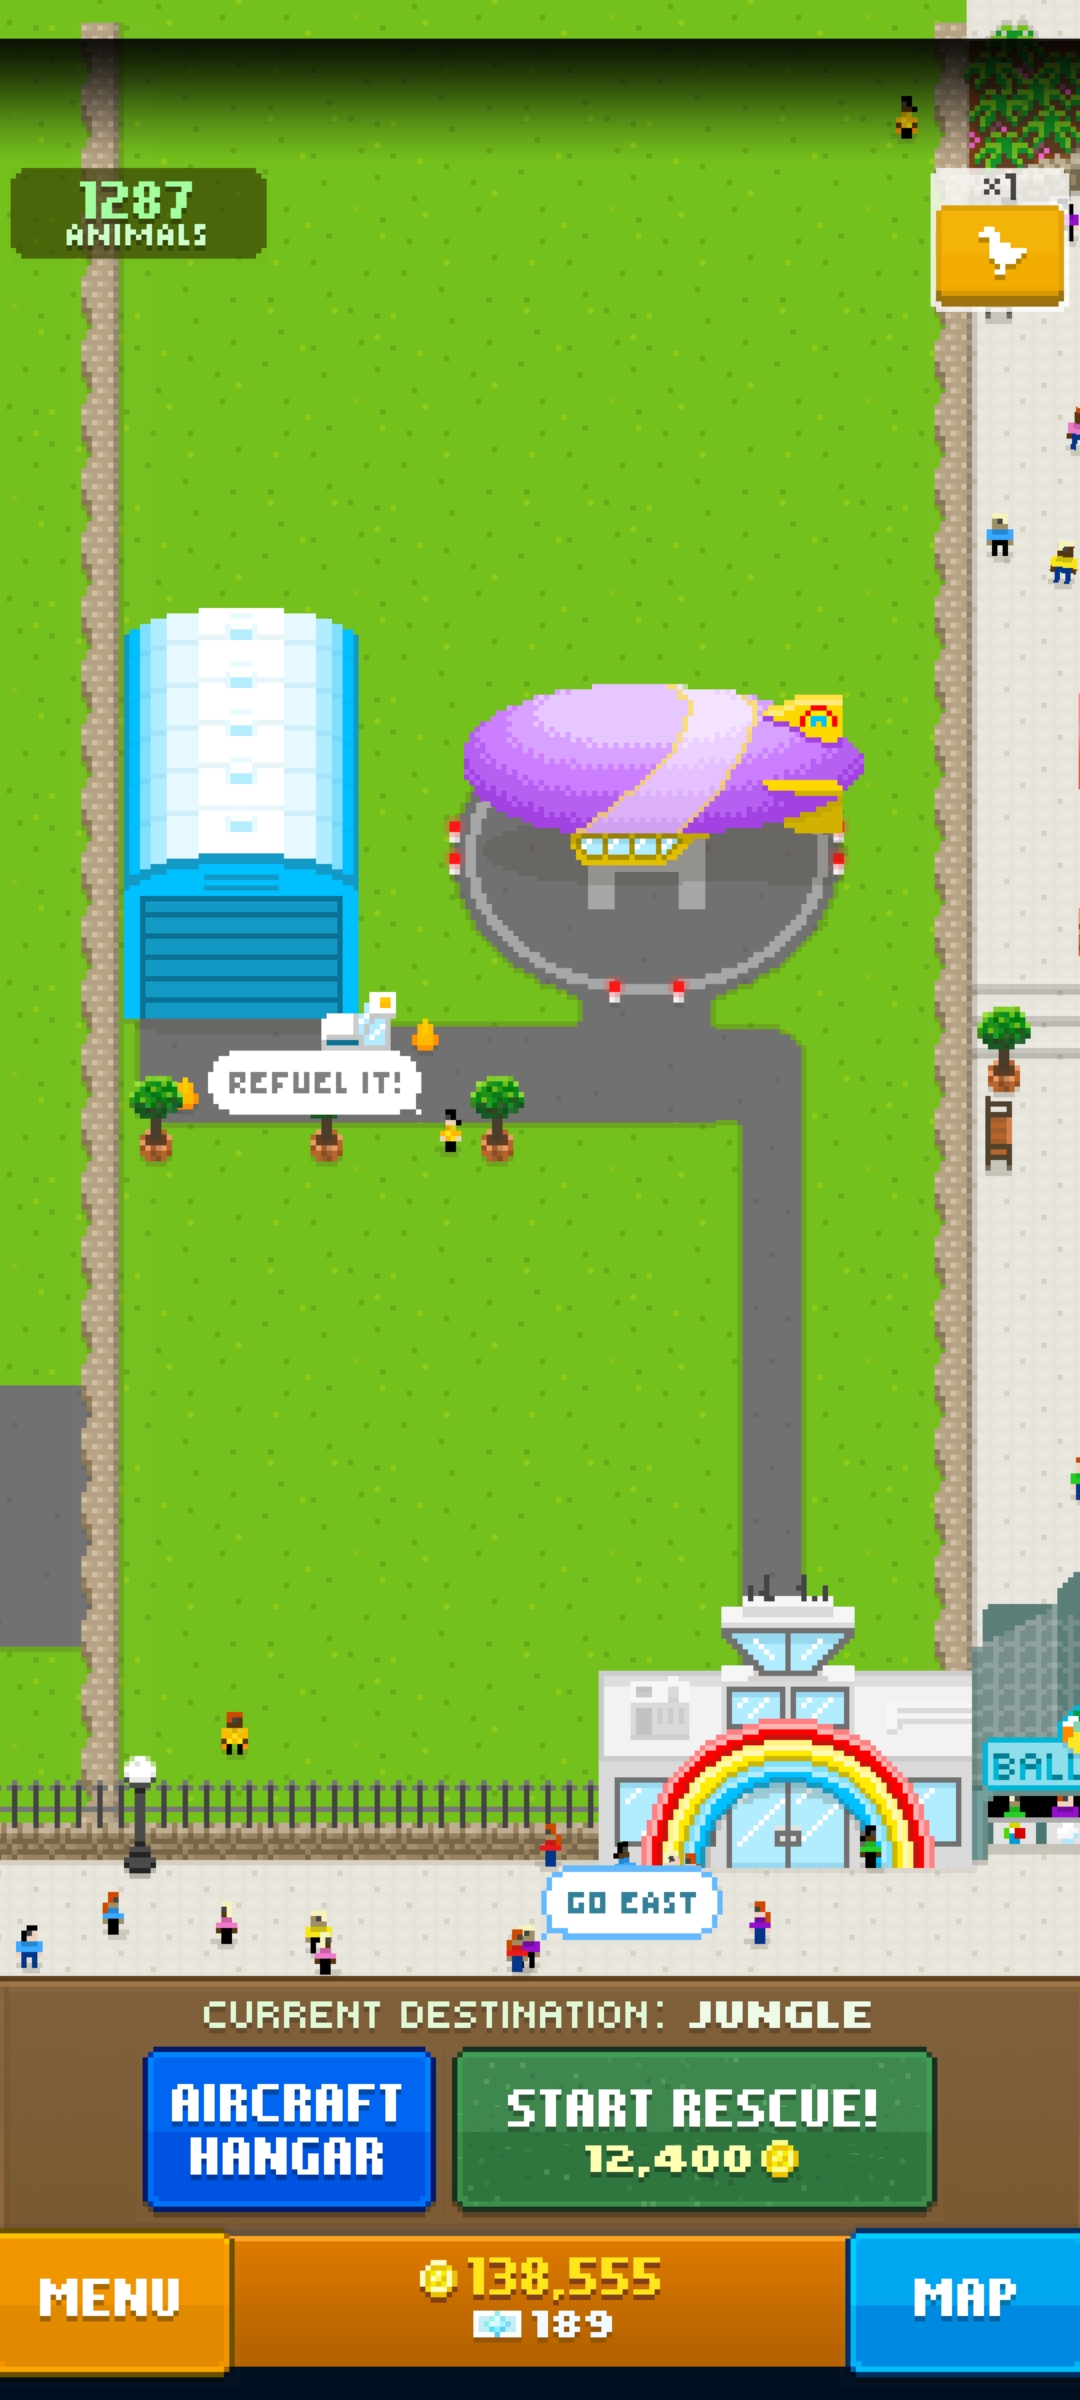 1287
ANIMALS
×1
REFUEL IT!
BALL
GO EAST
CURRENT DESTINATION: JUNGLE
AIRCRAFT
HANGAR
START RESCUE!
12,400
MENU
138,555
189
MAP